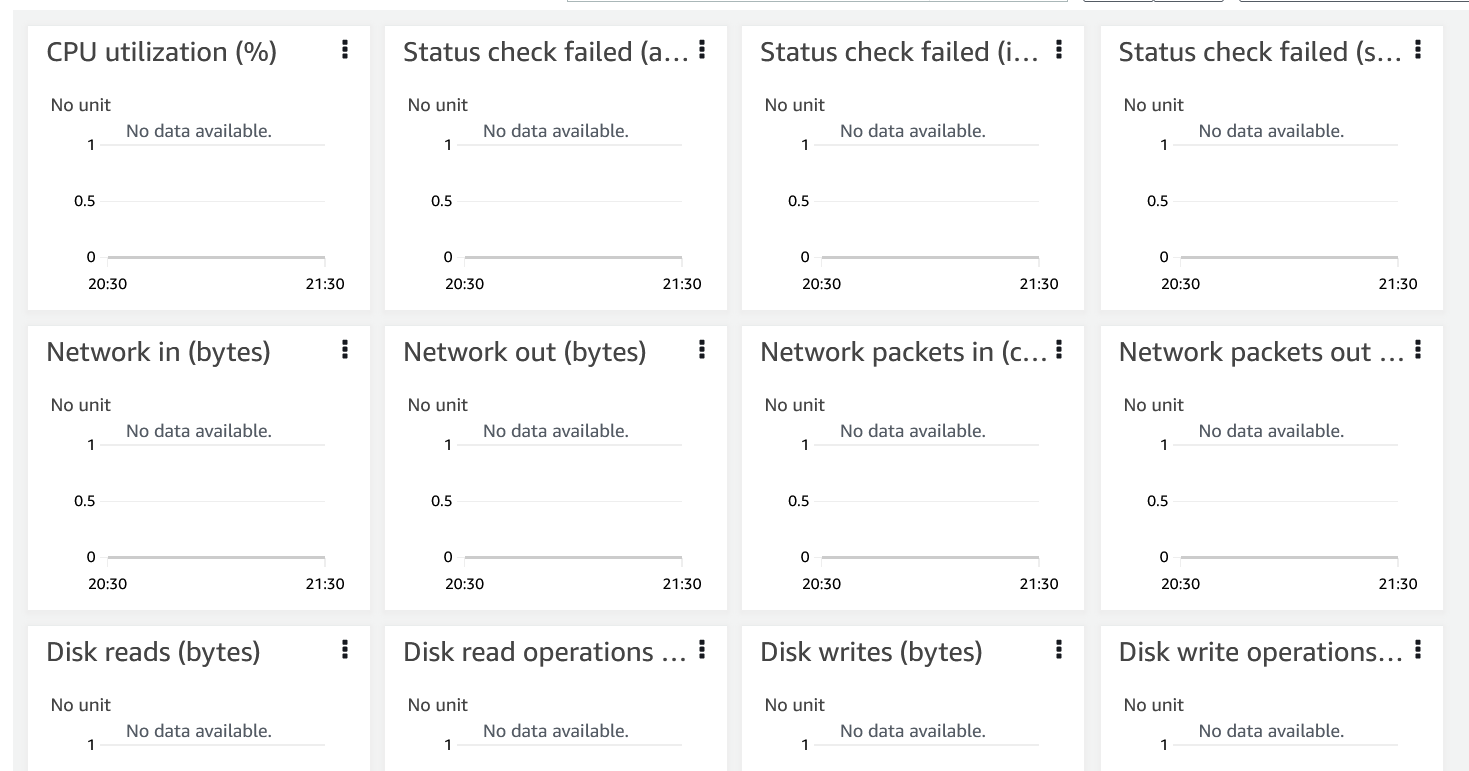 CPU utilization (%)
No unit
No data available.
1
0.5
0
20:30 21:30
Status check failed (a...
No unit
No data available.
1
0.5
0
20:30 21:30
Status check failed (i...
No unit
No data available.
1
0.5
0
20:30 21:30
Status check failed (s...
No unit
No data available.
1
0.5
0
20:30 21:30
Network in (bytes)
No unit
No data available.
1
0.5
0
20:30 21:30
Network out (bytes)
No unit
No data available.
1
0.5
0
20:30 21:30
Network packets in (c...
No unit
No data available.
1
0.5
0
20:30 21:30
Network packets out ...
No unit
No data available.
1
0.5
0
20:30 21:30
Disk reads (bytes)
No unit
No data available.
1
Disk read operations ...
No unit
No data available.
1
Disk writes (bytes)
No unit
No data available.
1
Disk write operations...
No unit
No data available.
1